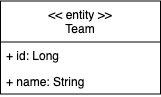 << entity >>
Team
+ id: Long
+ name: String